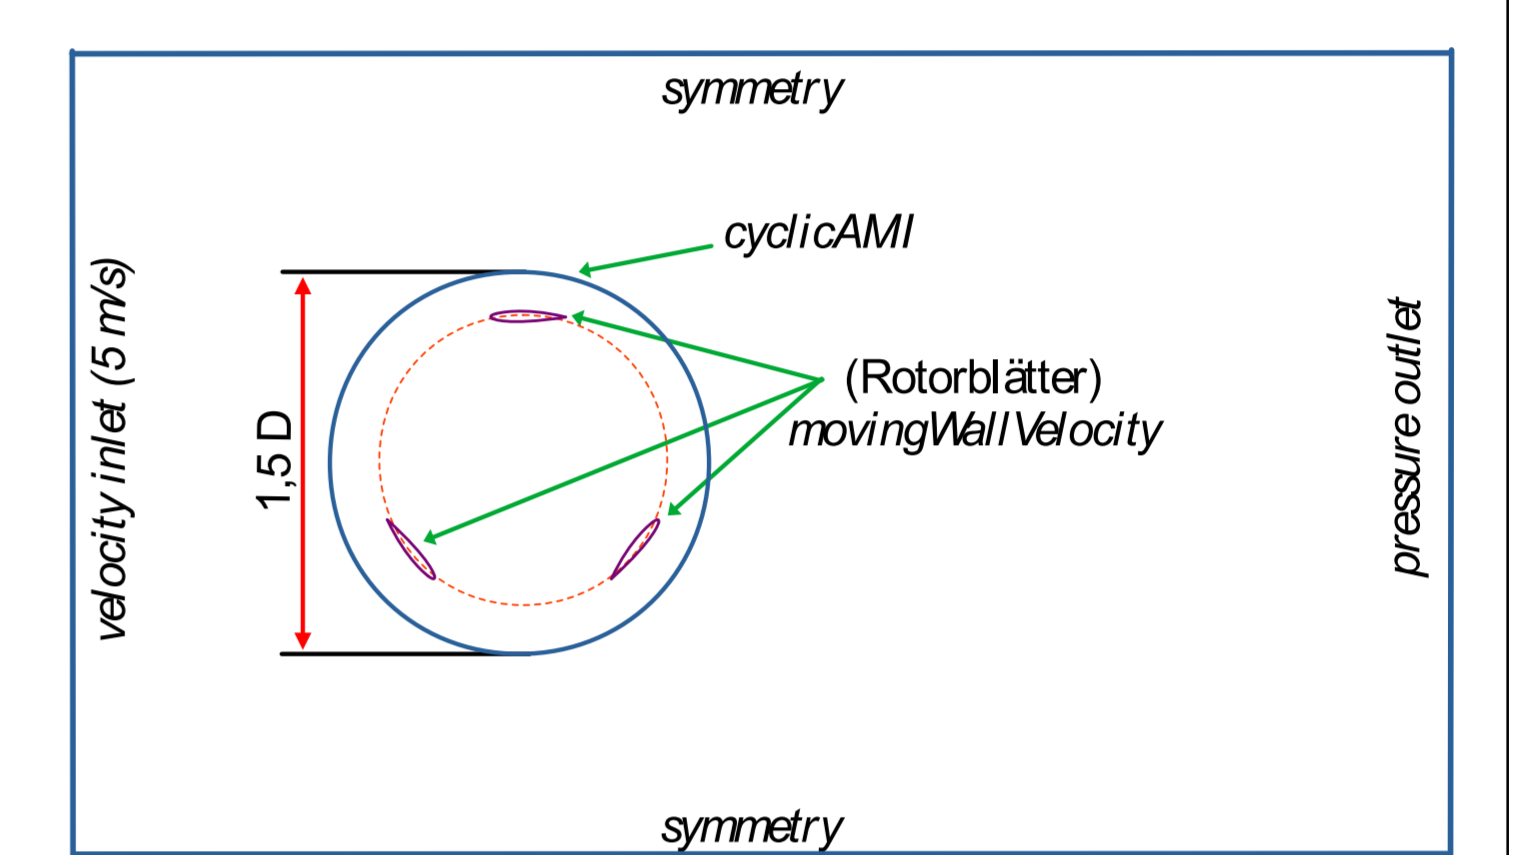 symmetry
cyclicAMI
velocity inlet (5 m/s)
1,5 D
(Rotorblätter)
movingWallVelocity
pressure outlet
symmetry